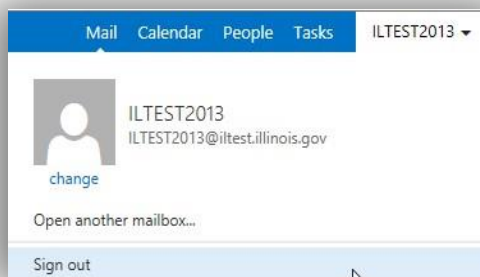 Mail Calendar People Tasks ILTEST2013
ILTEST2013
ILTEST2013@iltest.illinois.gov
change
Open another mailbox...
Sign out